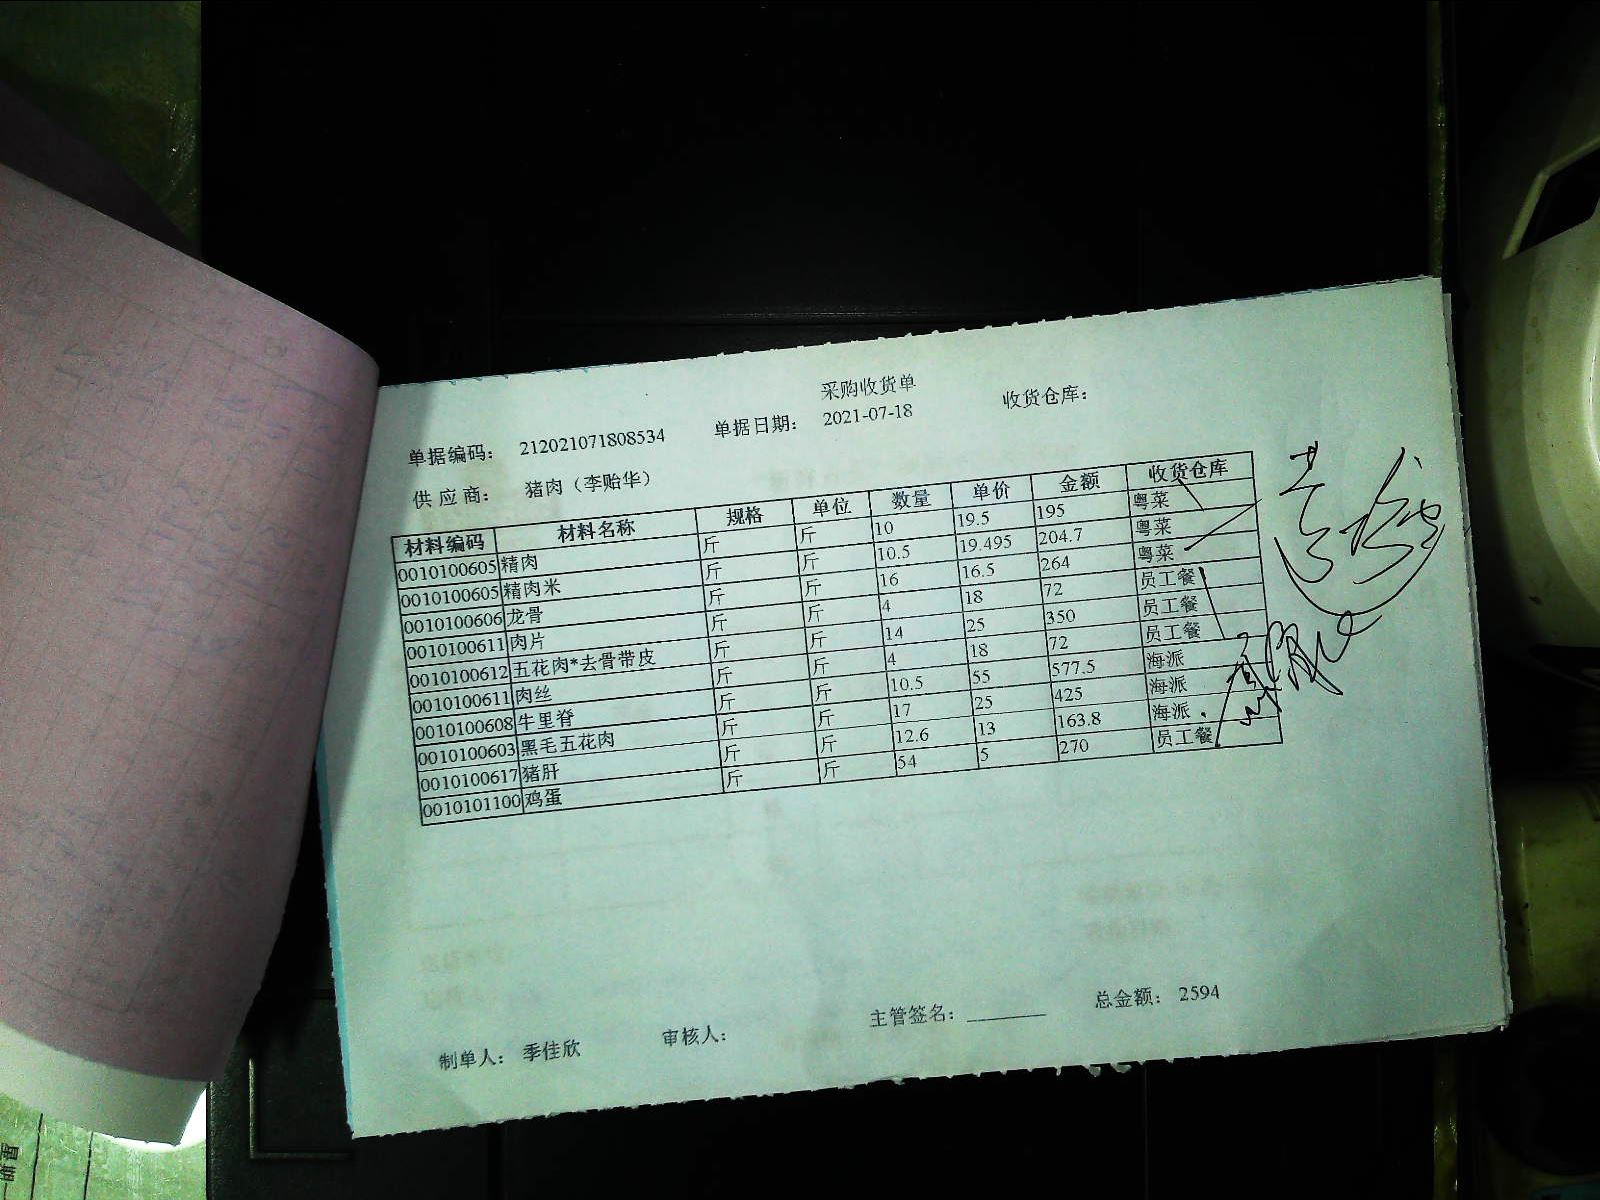 采购收货单
单据编码： 212021071808534 单据日期： 2021-07-18 收货仓库：
供 应 商： 猪肉（李贻华）
材料编码 材料名称 规格 单位 数量 单价 金额 收货仓库
0010100605 精肉 斤 斤 10 19.5 195 粤菜
0010100605 精肉米 斤 斤 10.5 19.495 204.7 粤菜
0010100606 龙骨 斤 斤 16 16.5 264 粤菜
0010100611 肉片 斤 斤 4 18 72 员工餐
0010100612 五花肉*去骨带皮 斤 斤 14 25 350 员工餐
0010100611 肉丝 斤 斤 4 18 72 员工餐
0010100608 牛里脊 斤 斤 10.5 55 577.5 海派
0010100603 黑毛五花肉 斤 斤 17 25 425 海派
0010100617 猪肝 斤 斤 12.6 13 163.8 海派
0010101100 鸡蛋 斤 斤 54 5 270 员工餐
制单人： 季佳欣 审核人： 主管签名：________ 总金额： 2594